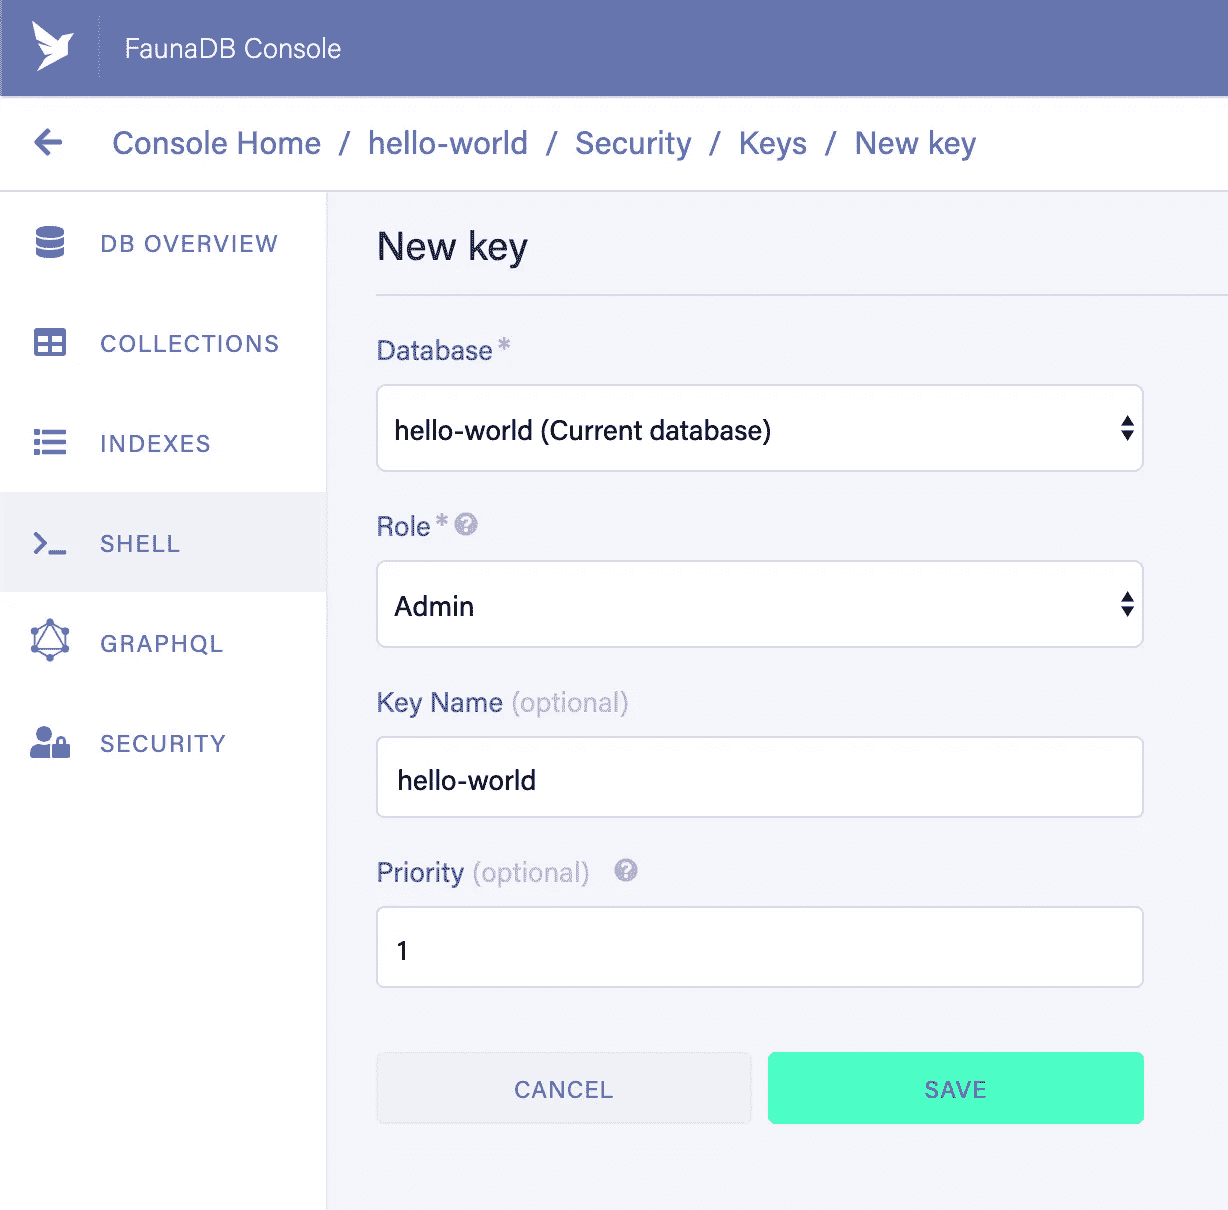 FaunaDB Console
Console Home / hello-world / Security / Keys / New key
DB OVERVIEW
COLLECTIONS
INDEXES
SHELL
GRAPHQL
SECURITY
New key
Database *
hello-world (Current database)
Role * ?
Admin
Key Name (optional)
hello-world
Priority (optional) ?
1
CANCEL
SAVE